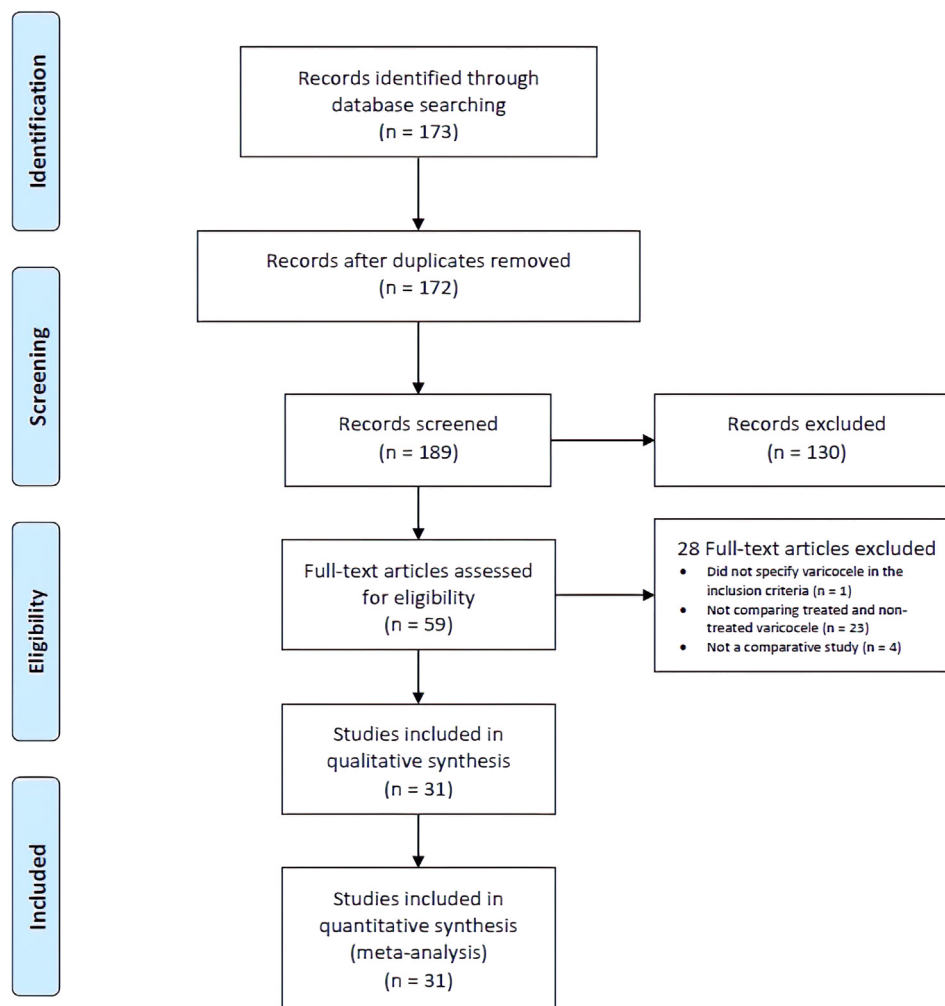 Identification
Records identified through
database searching
(n = 173)
Records after duplicates removed
(n = 172)
Screening
Records screened
(n = 189)
Records excluded
(n = 130)
Eligibility
Full-text articles assessed
for eligibility
(n = 59)
28 Full-text articles excluded
• Did not specify varicocele in the
inclusion criteria (n = 1)
• Not comparing treated and non-
treated varicocele (n = 23)
• Not a comparative study (n = 4)
Studies included in
qualitative synthesis
(n = 31)
Included
Studies included in
quantitative synthesis
(meta-analysis)
(n = 31)